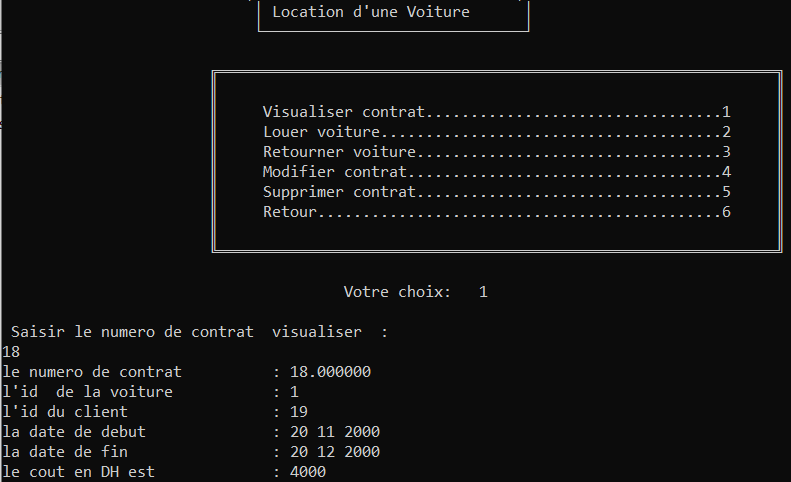 Location d'une Voiture
Visualiser contrat.................................1
Louer voiture......................................2
Retourner voiture..................................3
Modifier contrat...................................4
Supprimer contrat..................................5
Retour.............................................6
Votre choix: 1
Saisir le numero de contrat visualiser :
18
le numero de contrat : 18.000000
l'id de la voiture : 1
l'id du client : 19
la date de debut : 20 11 2000
la date de fin : 20 12 2000
le cout en DH est : 4000